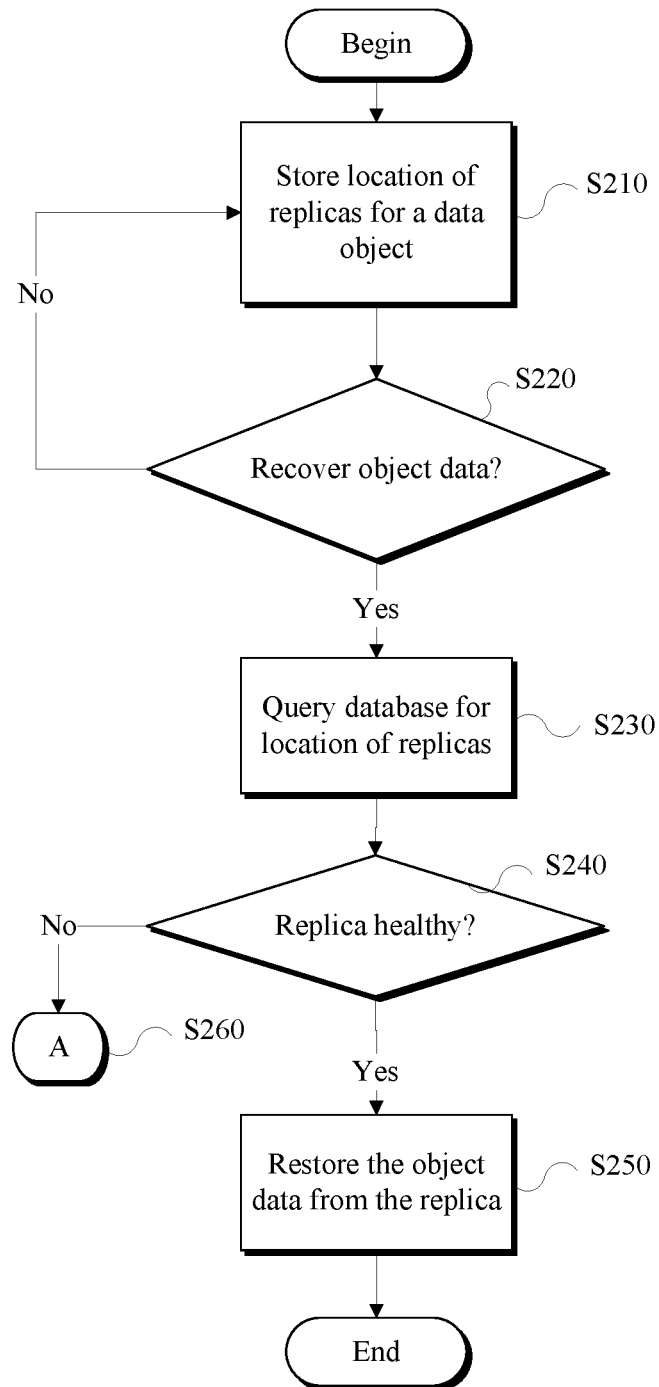 Begin
Store location of
replicas for a data
object
S210
No
S220
Recover object data?
Yes
Query database for
location of replicas
S230
S240
Replica healthy?
No
A
S260
Yes
Restore the object
data from the replica
S250
End